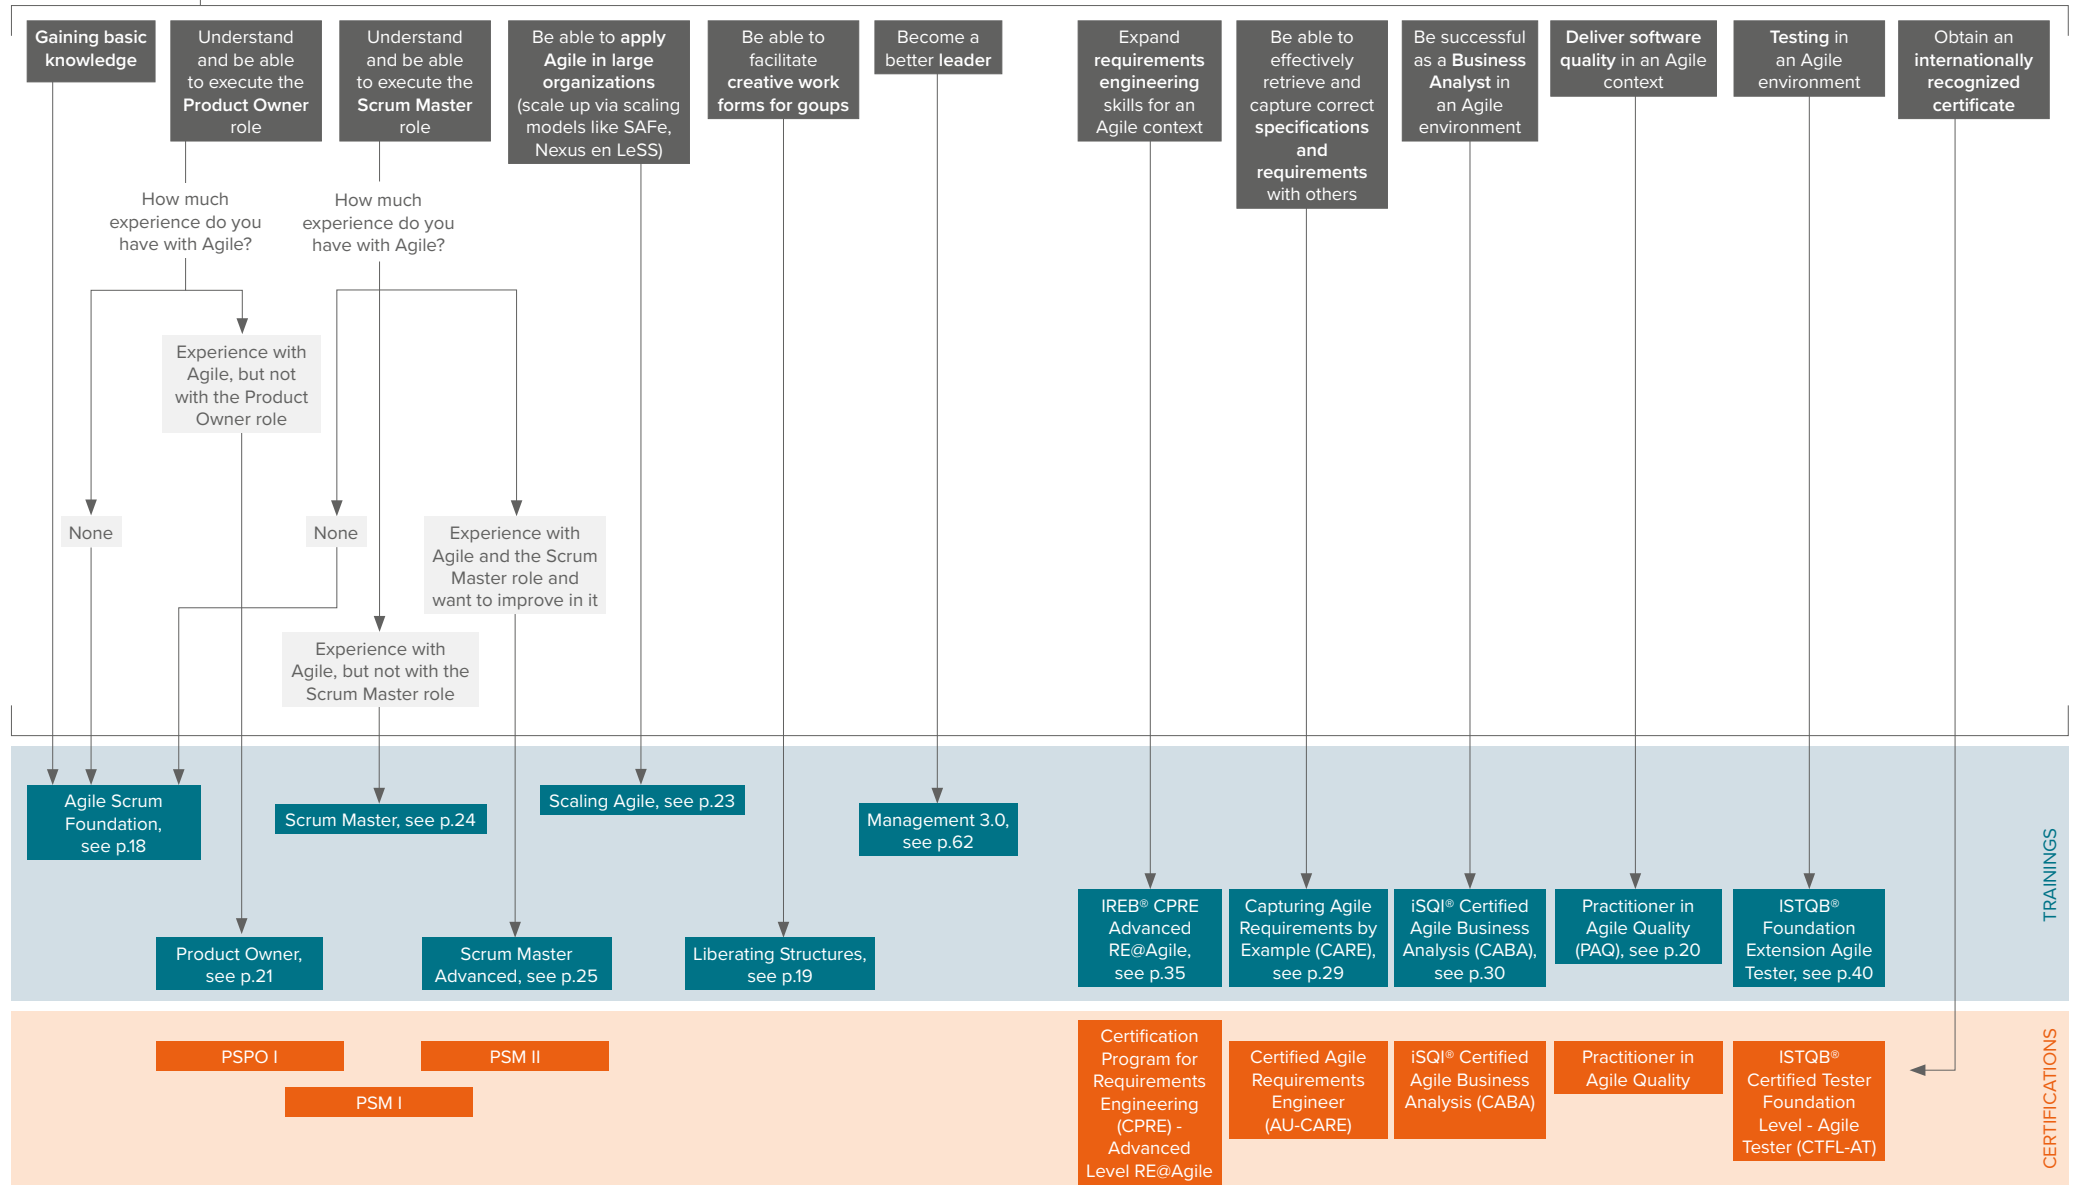 Gaining basic
knowledge
Understand
and be able
to execute the
Product Owner
role
Understand
and be able
to execute the
Scrum Master
role
Be able to apply
Agile in large
organizations
(scale up via scaling
models like SAFe,
Nexus en LeSS)
Be able to
facilitate
creative work
forms for goups
Become a
better leader
Expand
requirements
engineering
skills for an
Agile context
Be able to
effectively
retrieve and
capture correct
specifications
and
requirements
with others
Be successful
as a Business
Analyst in
an Agile
environment
Deliver software
quality in an Agile
context
Testing in
an Agile
environment
Obtain an
internationally
recognized
certificate
How much
experience do you
have with Agile?
How much
experience do you
have with Agile?
Experience with
Agile, but not
with the Product
Owner role
None
None
Experience with
Agile and the Scrum
Master role and
want to improve in it
Experience with
Agile, but not with the
Scrum Master role
Agile Scrum
Foundation,
see p.18
Scrum Master, see p.24
Scaling Agile, see p.23
Management 3.0,
see p.62
Product Owner,
see p.21
Scrum Master
Advanced, see p.25
Liberating Structures,
see p.19
IREB® CPRE
Advanced
RE@Agile,
see p.35
Capturing Agile
Requirements by
Example (CARE),
see p.29
iSQI® Certified
Agile Business
Analysis (CABA),
see p.30
Practitioner in
Agile Quality
(PAQ), see p.20
ISTQB®
Foundation
Extension Agile
Tester, see p.40
TRAININGS
PSPO I
PSM I
PSM II
Certification
Program for
Requirements
Engineering
(CPRE) -
Advanced
Level RE@Agile
Certified Agile
Requirements
Engineer
(AU-CARE)
iSQI® Certified
Agile Business
Analysis (CABA)
Practitioner in
Agile Quality
ISTQB®
Certified Tester
Foundation
Level - Agile
Tester (CTFL-AT)
CERTIFICATIONS